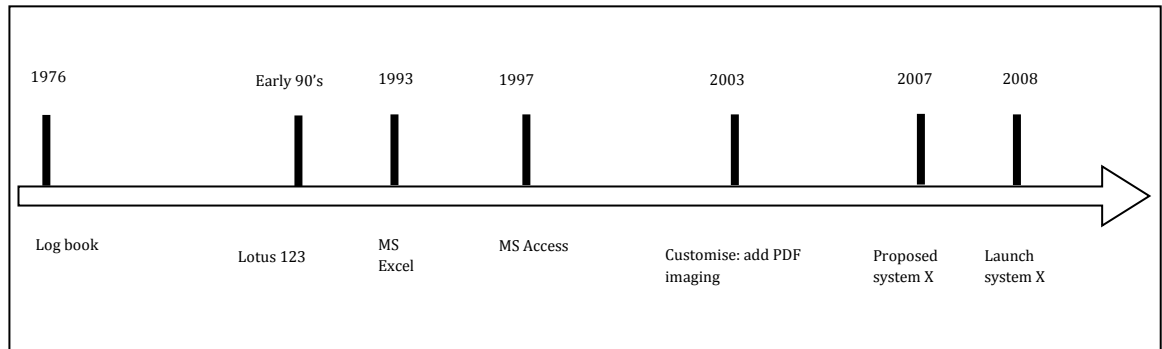 1976
Early 90's
1993
1997
2003
2007
2008
Log book
Lotus 123
MS
Excel
MS Access
Customise: add PDF
imaging
Proposed
system X
Launch
system X